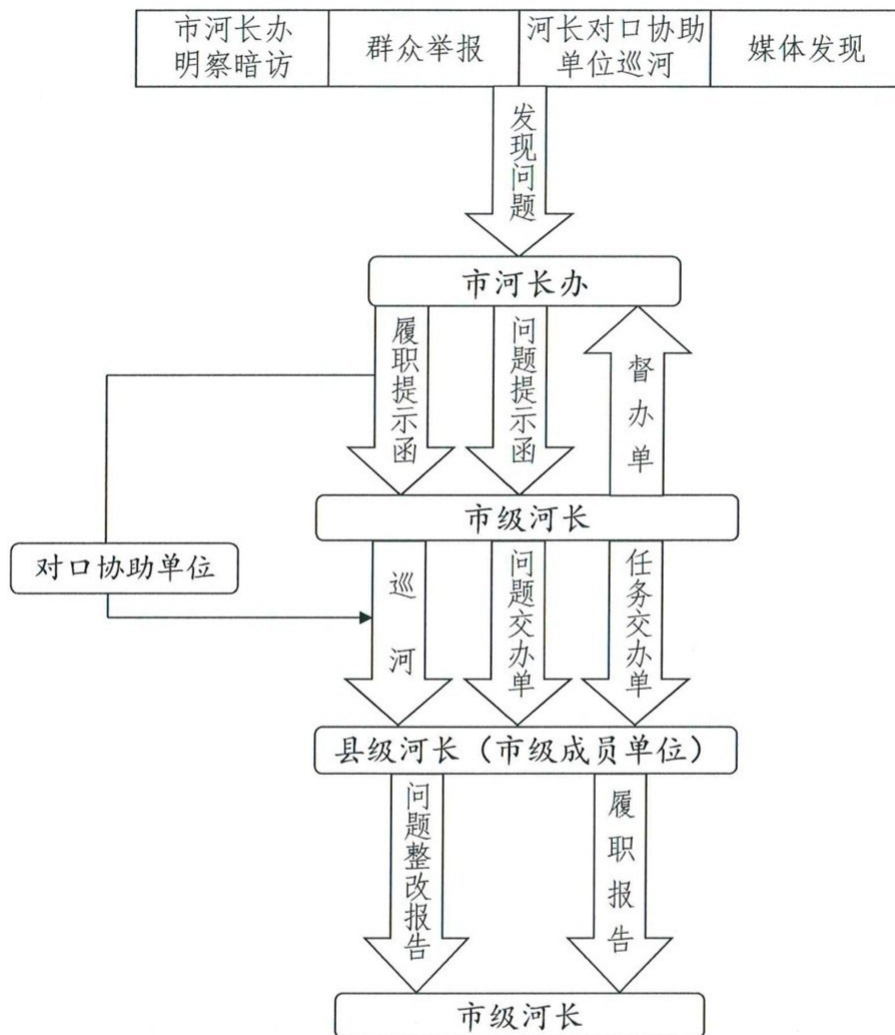 市河长办
明察暗访
群众举报
河长对口协助
单位巡河
媒体发现
发现问题
市河长办
履职提示函
问题提示函
督办单
市级河长
对口协助单位
巡河
问题交办单
任务交办单
县级河长（市级成员单位）
问题整改报告
履职报告
市级河长